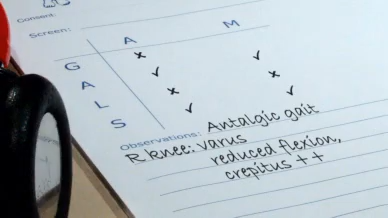 Consent:
Screen:
A M
G ✗ ✓
A ✓ ✗
L ✗ ✓
S ✓ ✓
Observations: Antalgic gait
R knee: varus
reduced flexion,
crepitus ++